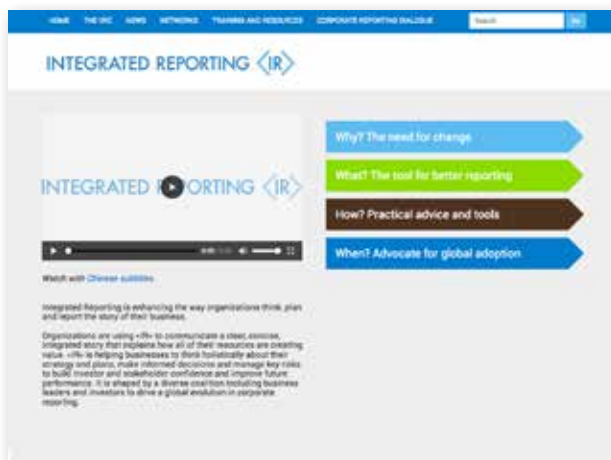 HOME THE IIRC NEWS NETWORKS TRAINING AND RESOURCES CORPORATE REPORTING DIALOGUE Search Go
INTEGRATED REPORTING <IR>
INTEGRATED REPORTING <IR>
Watch with Chinese subtitles
Integrated Reporting is enhancing the way organizations think, plan
and report the story of their business.
Organizations are using <IR> to communicate a clear, concise,
integrated story that explains how all of their resources are creating
value. <IR> is helping businesses to think holistically about their
strategy and plans, make informed decisions and manage key risks
to build investor and stakeholder confidence and improve future
performance. It is shaped by a diverse coalition including business
leaders and investors to drive a global evolution in corporate
reporting.
Why? The need for change
What? The tool for better reporting
How? Practical advice and tools
When? Advocate for global adoption